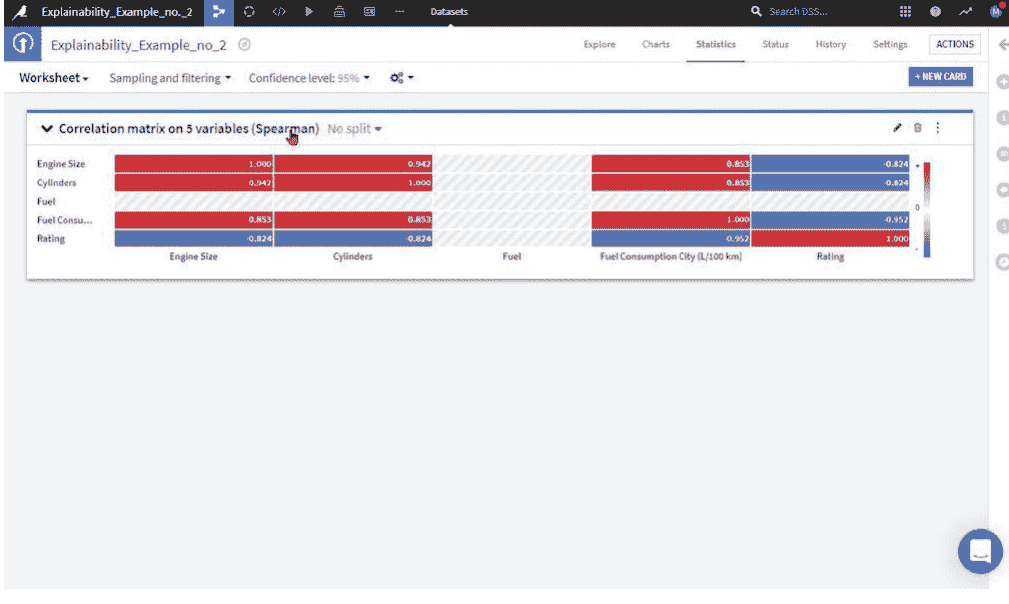 Explainability_Example_no._2 Datasets Search DSS...
Explainability_Example_no_2 Explore Charts Statistics Status History Settings ACTIONS
Worksheet Sampling and filtering Confidence level: 95% + NEW CARD
Correlation matrix on 5 variables (Spearman) No split
Engine Size 1.000 0.942 0.853 -0.824 +
Cylinders 0.942 1.000 0.853 -0.824
Fuel 0
Fuel Consu... 0.853 0.853 1.000 -0.952
Rating -0.824 -0.824 0.952 1.000 -
Engine Size Cylinders Fuel Fuel Consumption City (L/100 km) Rating